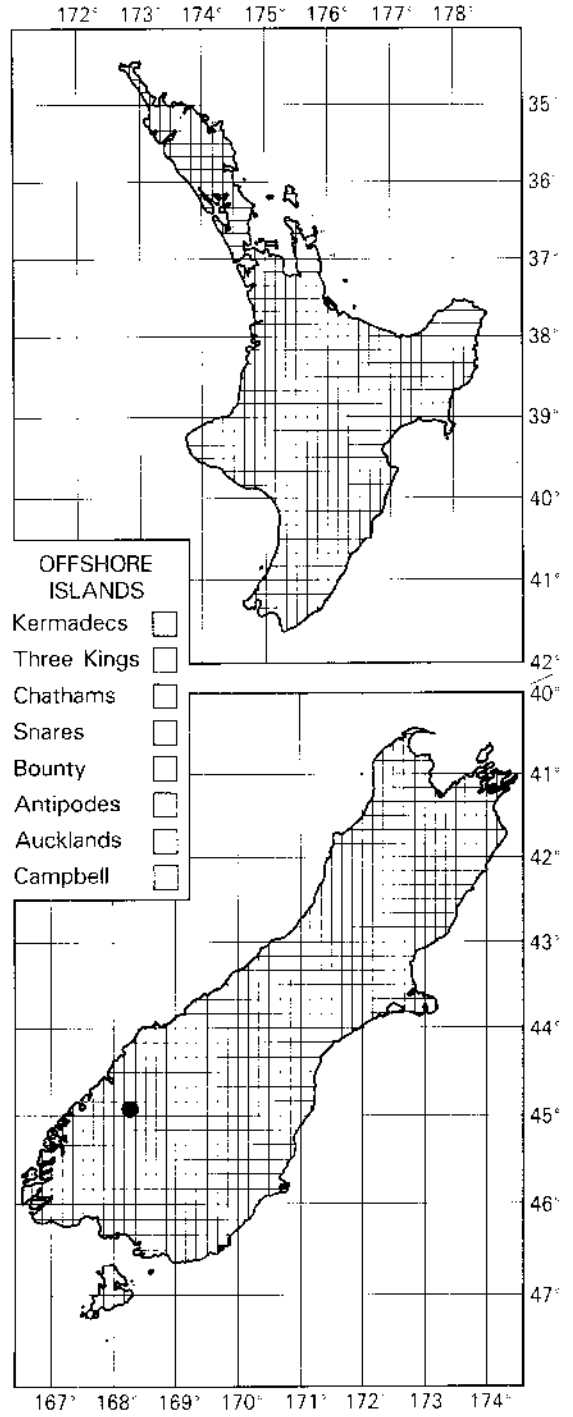 172° 173° 174° 175° 176° 177° 178°
35°
36°
37°
38°
39°
40°
41°
42°
OFFSHORE
ISLANDS
Kermadecs
Three Kings
Chathams
Snares
Bounty
Antipodes
Aucklands
Campbell
40°
41°
42°
43°
44°
45°
46°
47°
167° 168° 169° 170° 171° 172° 173° 174°